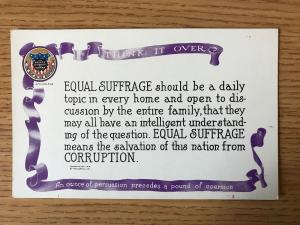 THINK IT OVER
EQUAL SUFFRAGE should be a daily
topic in every home and open to dis-
cussion by the entire family, that they
may all have an intelligent understand-
ing of the question. EQUAL SUFFRAGE
means the salvation of this nation from
CORRUPTION.
An ounce of persuasion precedes a pound of coersion